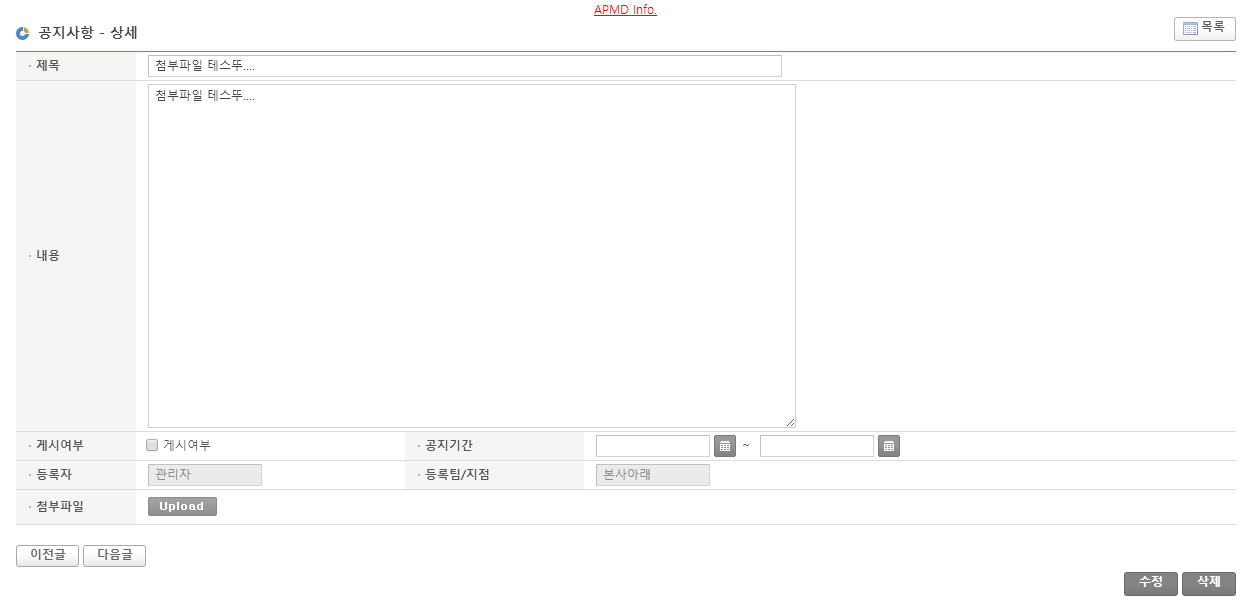 APMD Info.
공지사항 - 상세
목록
· 제목
첨부파일 테스뚜....
· 내용
첨부파일 테스뚜....
· 게시여부 게시여부 · 공지기간 ~
· 등록자 관리자 · 등록팀/지점 본사아래
· 첨부파일 Upload
이전글 다음글
수정 삭제